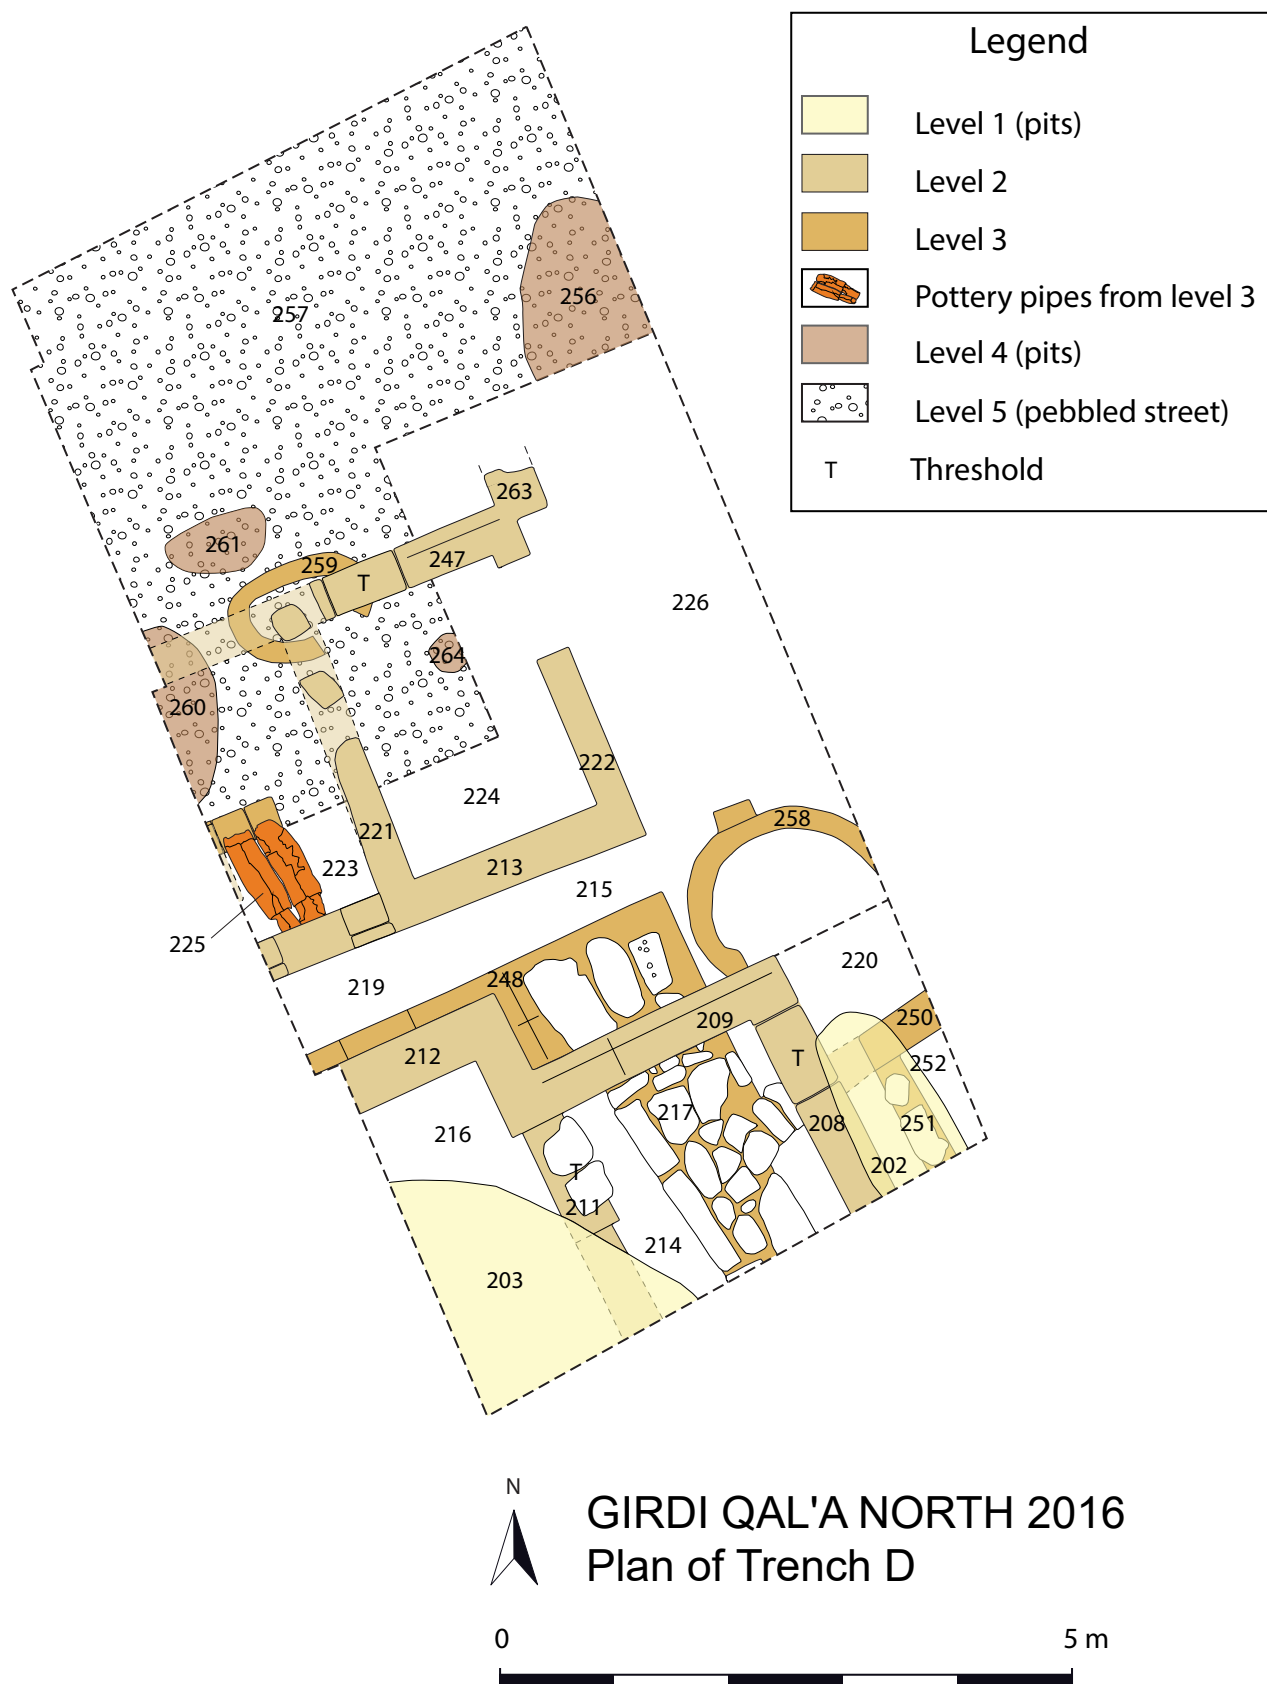 Legend
Level 1 (pits)
Level 2
Level 3
Pottery pipes from level 3
Level 4 (pits)
Level 5 (pebbled street)
T Threshold
256
257
263
261
247
259
T
226
264
260
222
224
258
221
213
223
215
225
220
248
219
250
209
212
T
252
217
208
251
216
202
T
211
214
203
N
GIRDI QAL'A NORTH 2016
Plan of Trench D
0 5 m